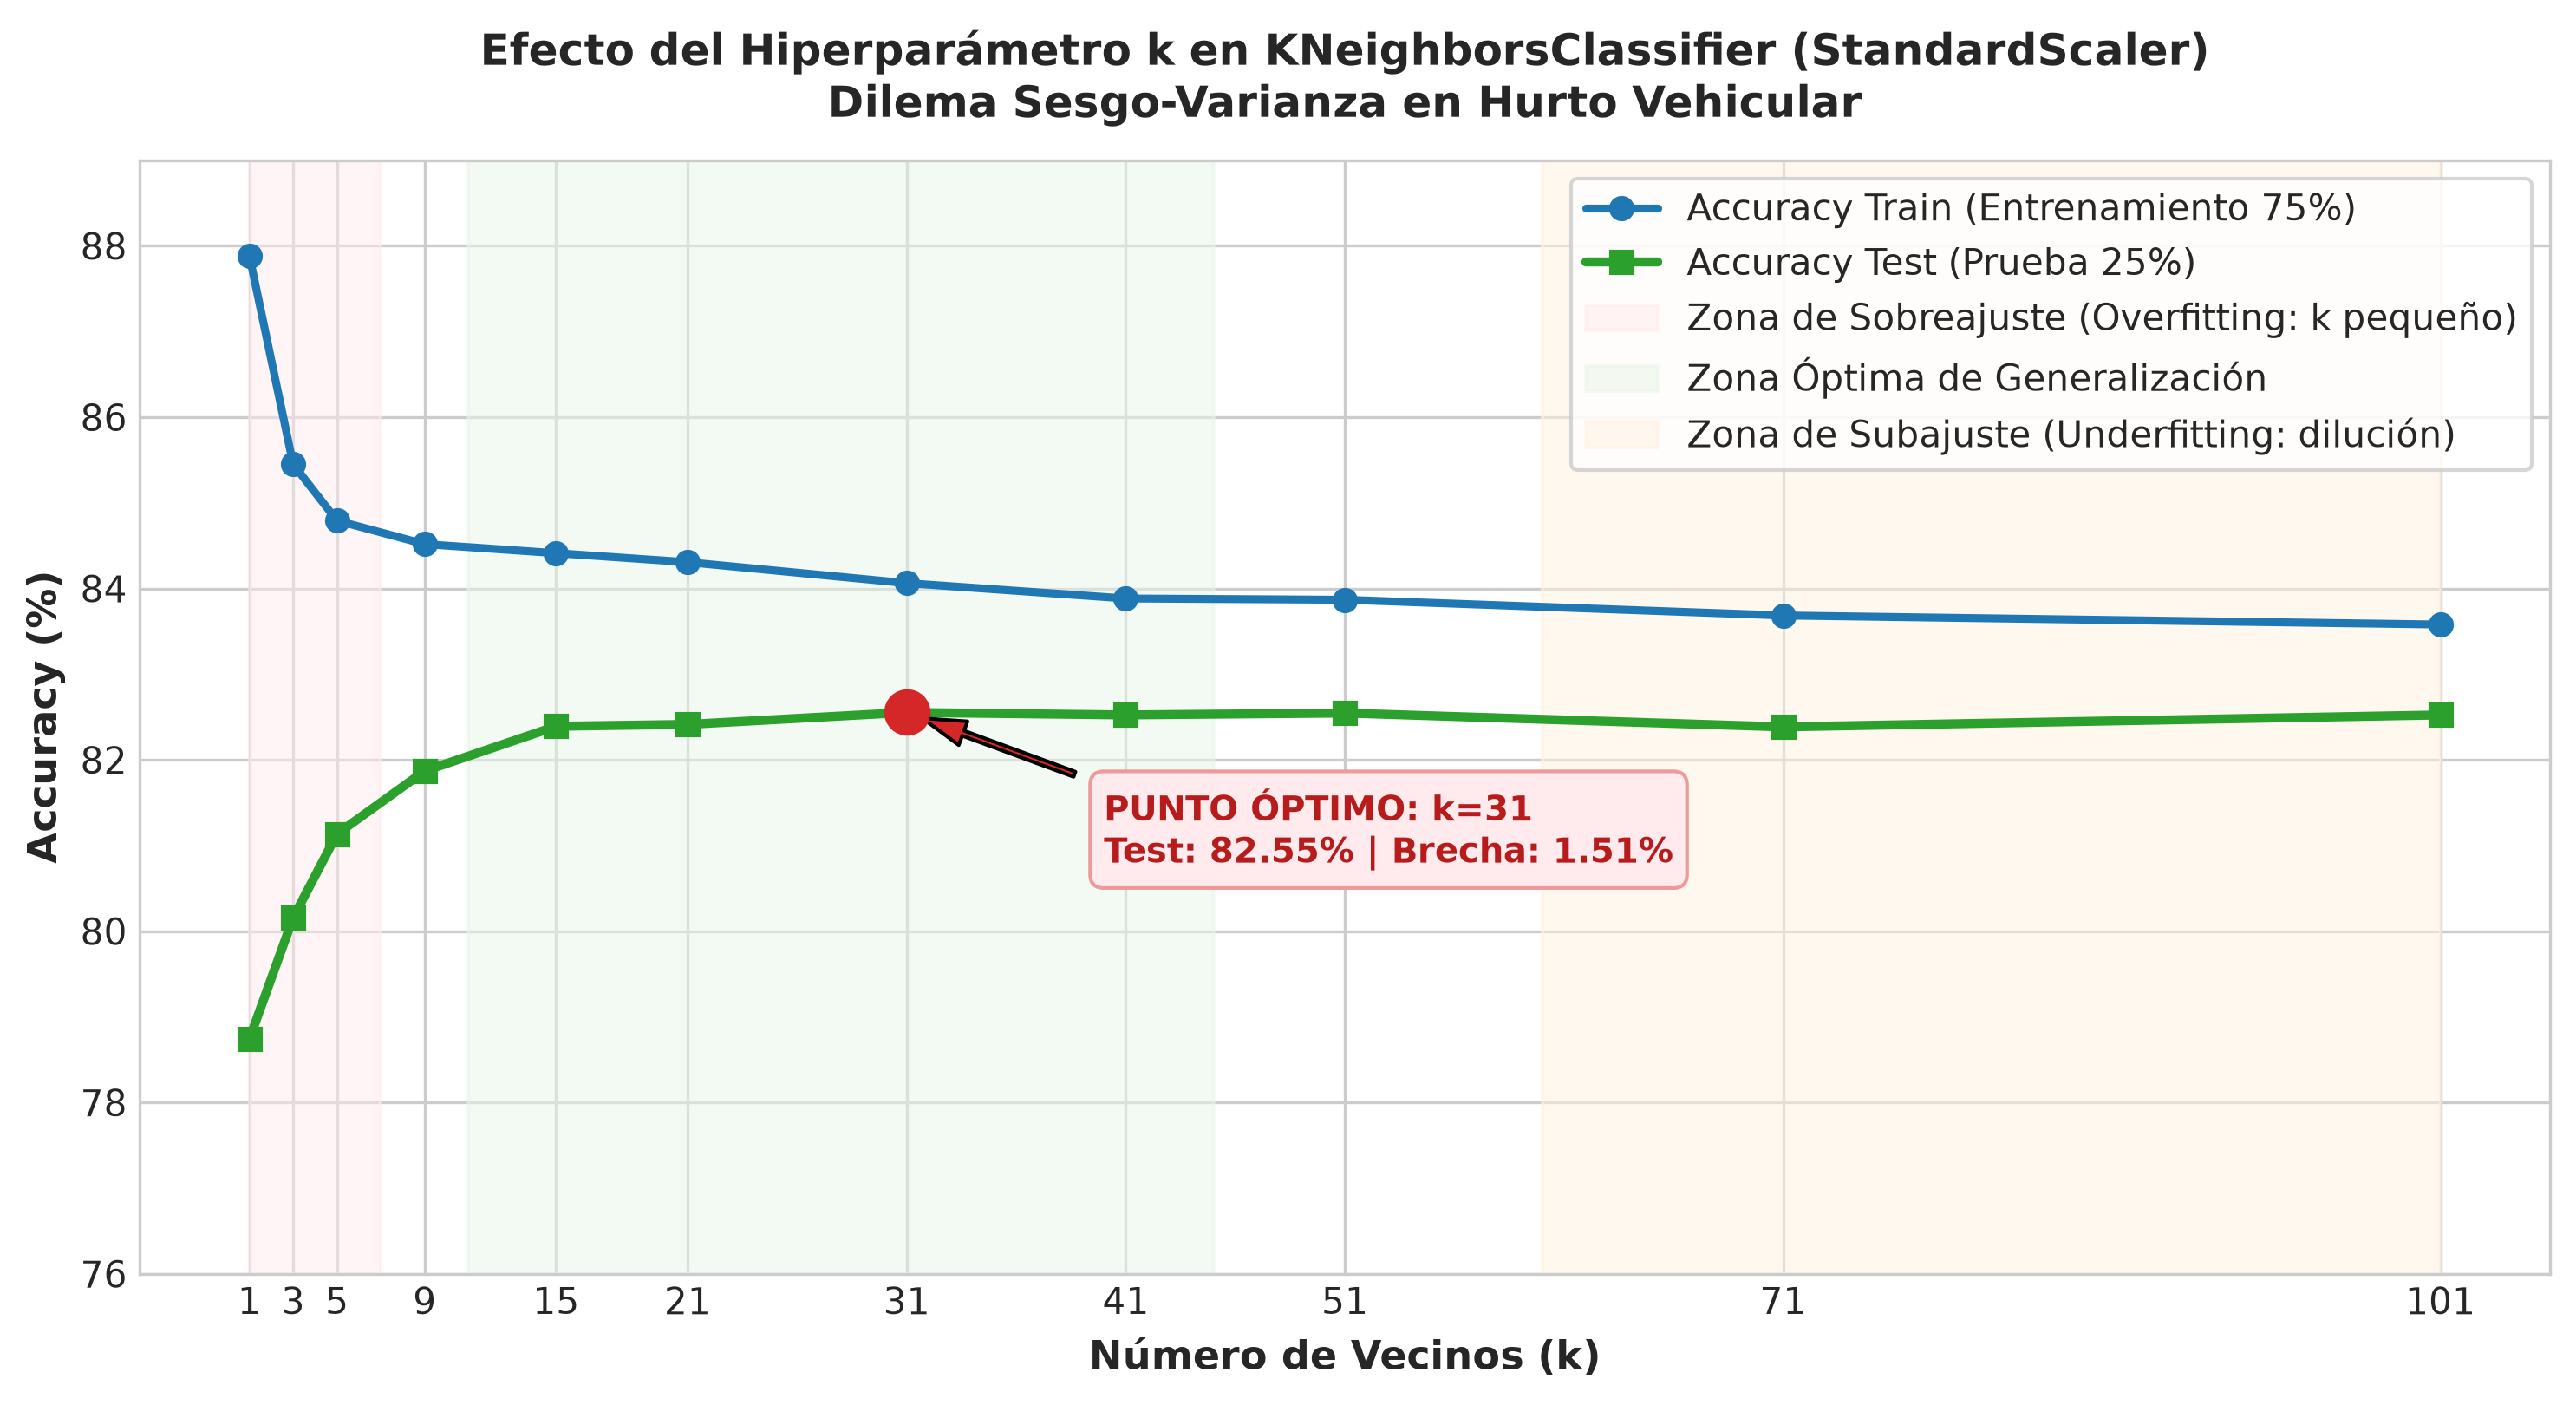 Efecto del Hiperparámetro k en KNeighborsClassifier (StandardScaler)
Dilema Sesgo-Varianza en Hurto Vehicular
Accuracy Train (Entrenamiento 75%)
Accuracy Test (Prueba 25%)
Zona de Sobreajuste (Overfitting: k pequeño)
Zona Óptima de Generalización
Zona de Subajuste (Underfitting: dilución)
Accuracy (%)
88
86
84
82
80
78
76
PUNTO ÓPTIMO: k=31
Test: 82.55% | Brecha: 1.51%
1 3 5 9 15 21 31 41 51 71 101
Número de Vecinos (k)